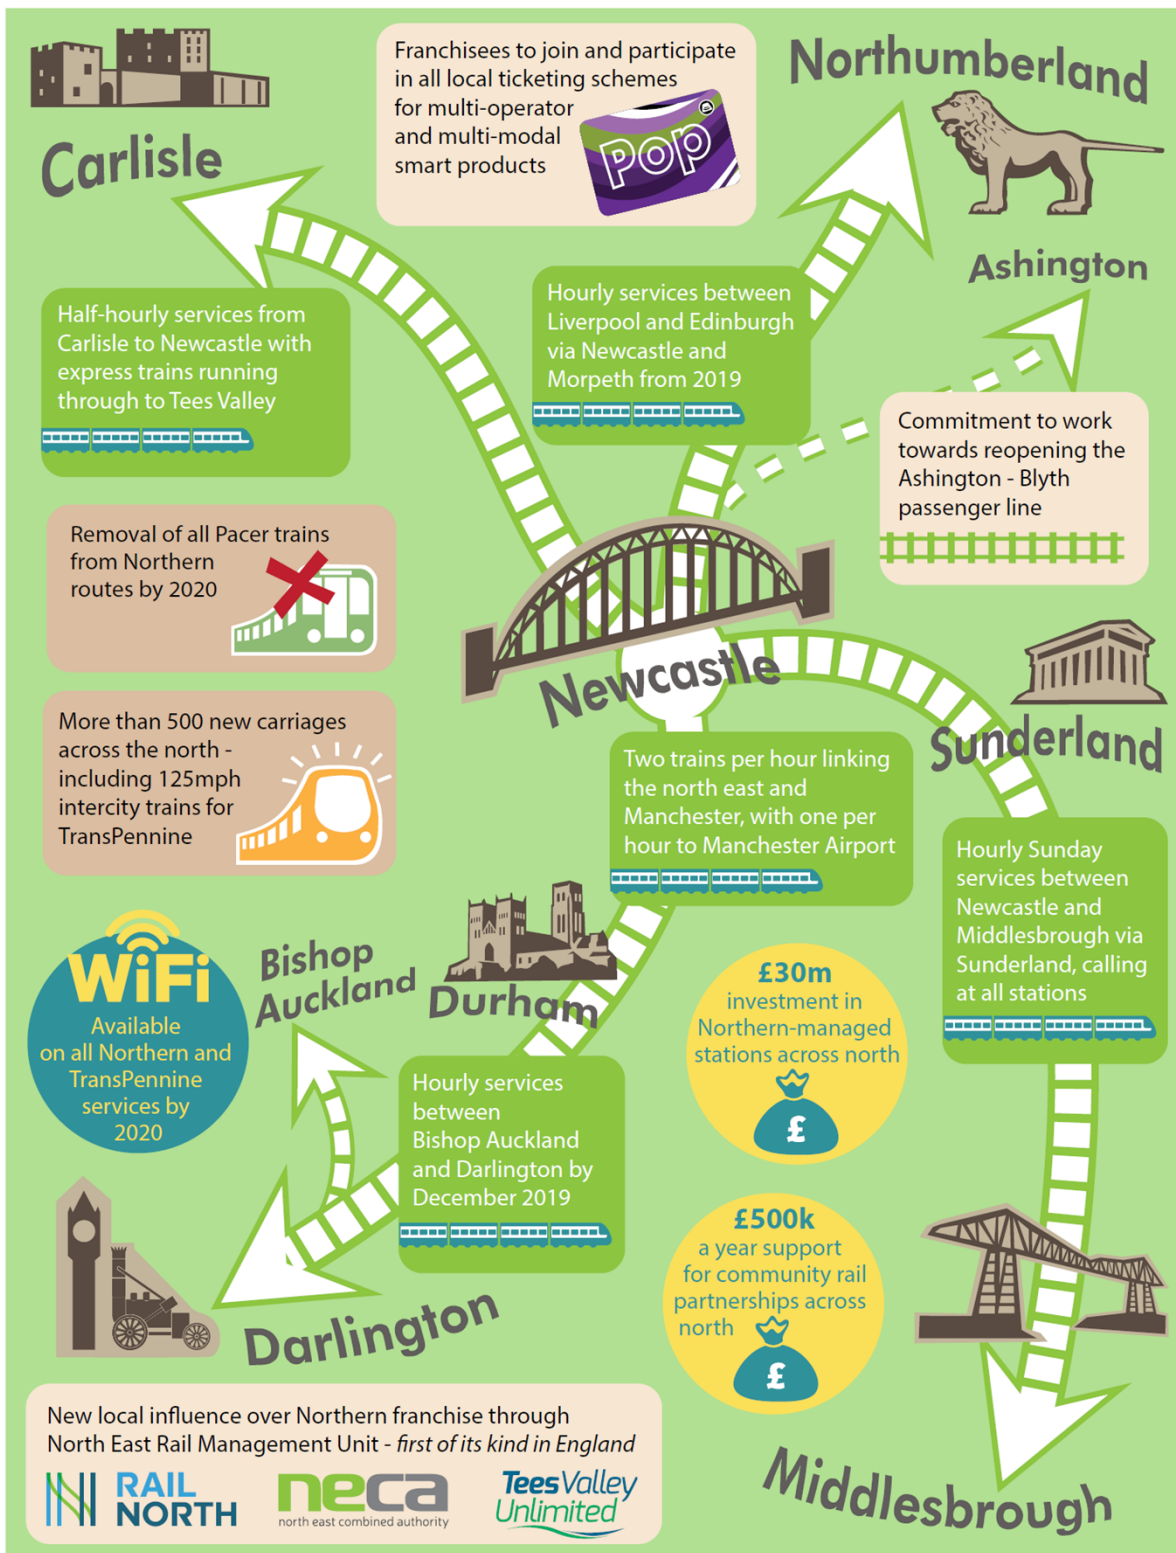 Carlisle
Franchisees to join and participate
in all local ticketing schemes
for multi-operator
and multi-modal
smart products
Pop
Northumberland
Ashington
Half-hourly services from
Carlisle to Newcastle with
express trains running
through to Tees Valley
Hourly services between
Liverpool and Edinburgh
via Newcastle and
Morpeth from 2019
Commitment to work
towards reopening the
Ashington - Blyth
passenger line
Removal of all Pacer trains
from Northern
routes by 2020
Newcastle
Sunderland
More than 500 new carriages
across the north -
including 125mph
intercity trains for
TransPennine
Two trains per hour linking
the north east and
Manchester, with one per
hour to Manchester Airport
Hourly Sunday
services between
Newcastle and
Middlesbrough via
Sunderland, calling
at all stations
WiFi
Available
on all Northern and
TransPennine
services by
2020
Bishop
Auckland
Durham
£30m
investment in
Northern-managed
stations across north
£
Hourly services
between
Bishop Auckland
and Darlington by
December 2019
£500k
a year support
for community rail
partnerships across
north
£
Darlington
Middlesbrough
New local influence over Northern franchise through
North East Rail Management Unit - first of its kind in England
RAIL
NORTH
neca
north east combined authority
Tees Valley
Unlimited